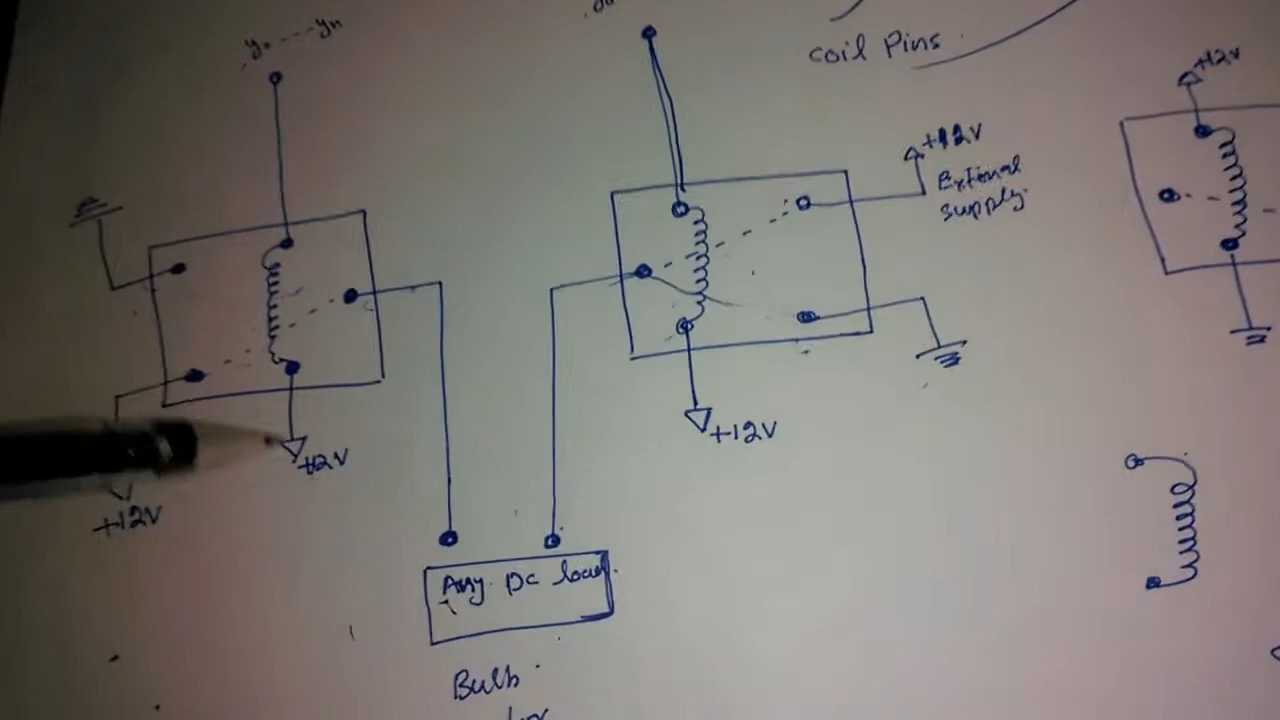 Y0 ---- Yn
coil Pins.
+12V
+12V
External
supply.
+12V
+12V
+12V
Any DC load.
Bulb